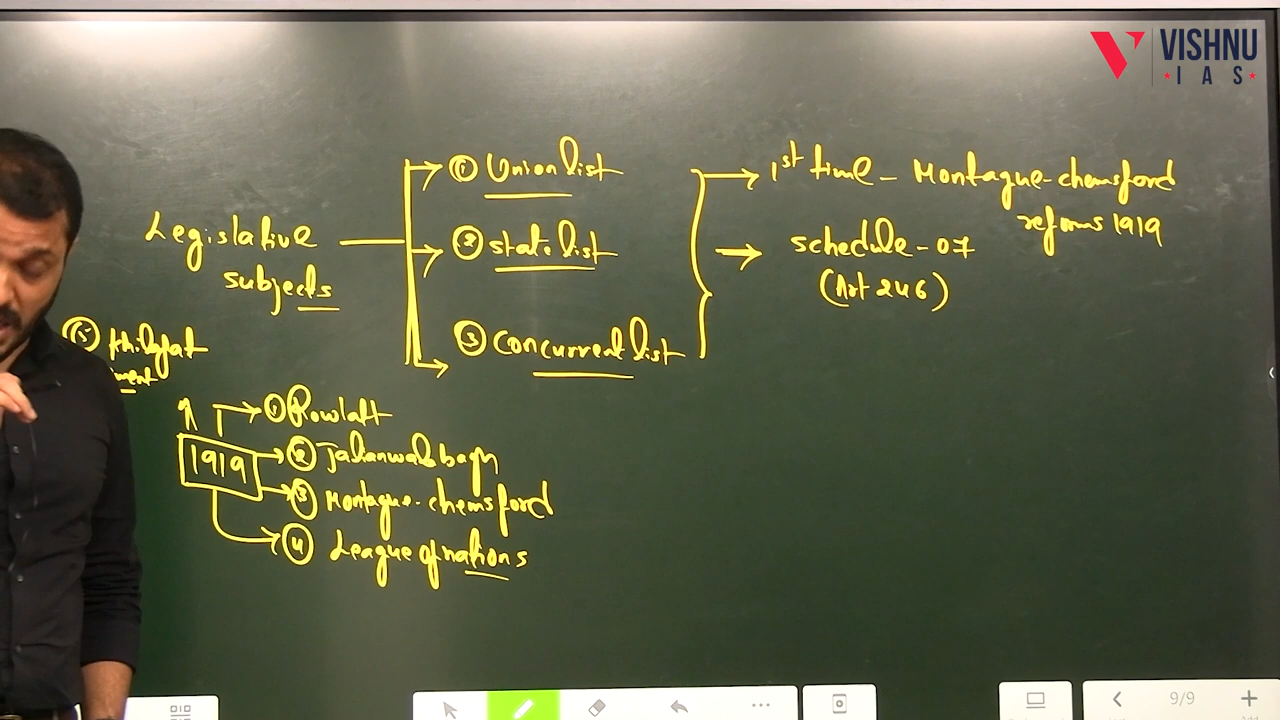 VISHNU
IAS
Legislative
subjects
① Union list
② state list
③ Concurrent list
1st time - Montague-chemsford
reforms 1919
schedule - 07
(Art 246)
⑤ khilafat
ment
1919
① Rowlatt
② Jalianwala bagh
③ Montague-chemsford
④ League of nations
9/9